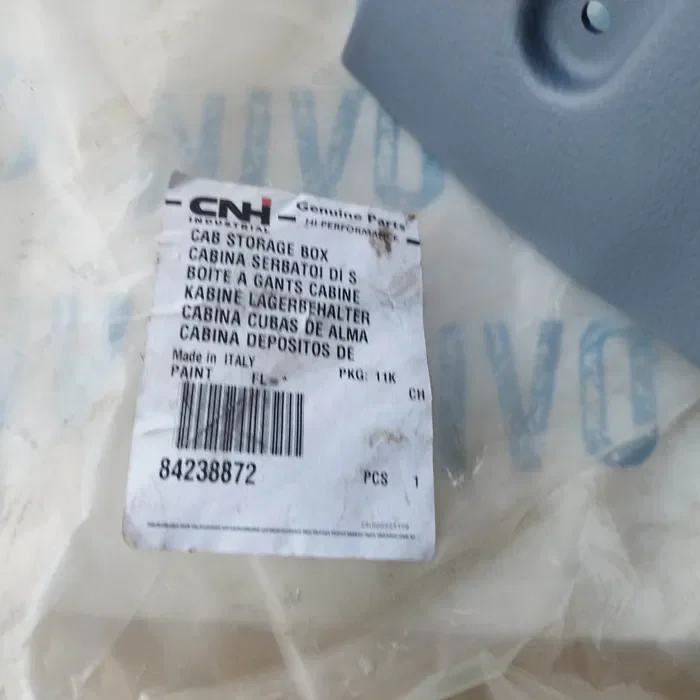 CNH
INDUSTRIAL
Genuine Parts
HI-PERFORMANCE
CAB STORAGE BOX
CABINA SERBATOI DI S
BOITE A GANTS CABINE
KABINE LAGERBEHALTER
CABINA CUBAS DE ALMA
CABINA DEPOSITOS DE
Made in ITALY
PAINT FL= * PKG: 11K
CH
84238872 PCS 1